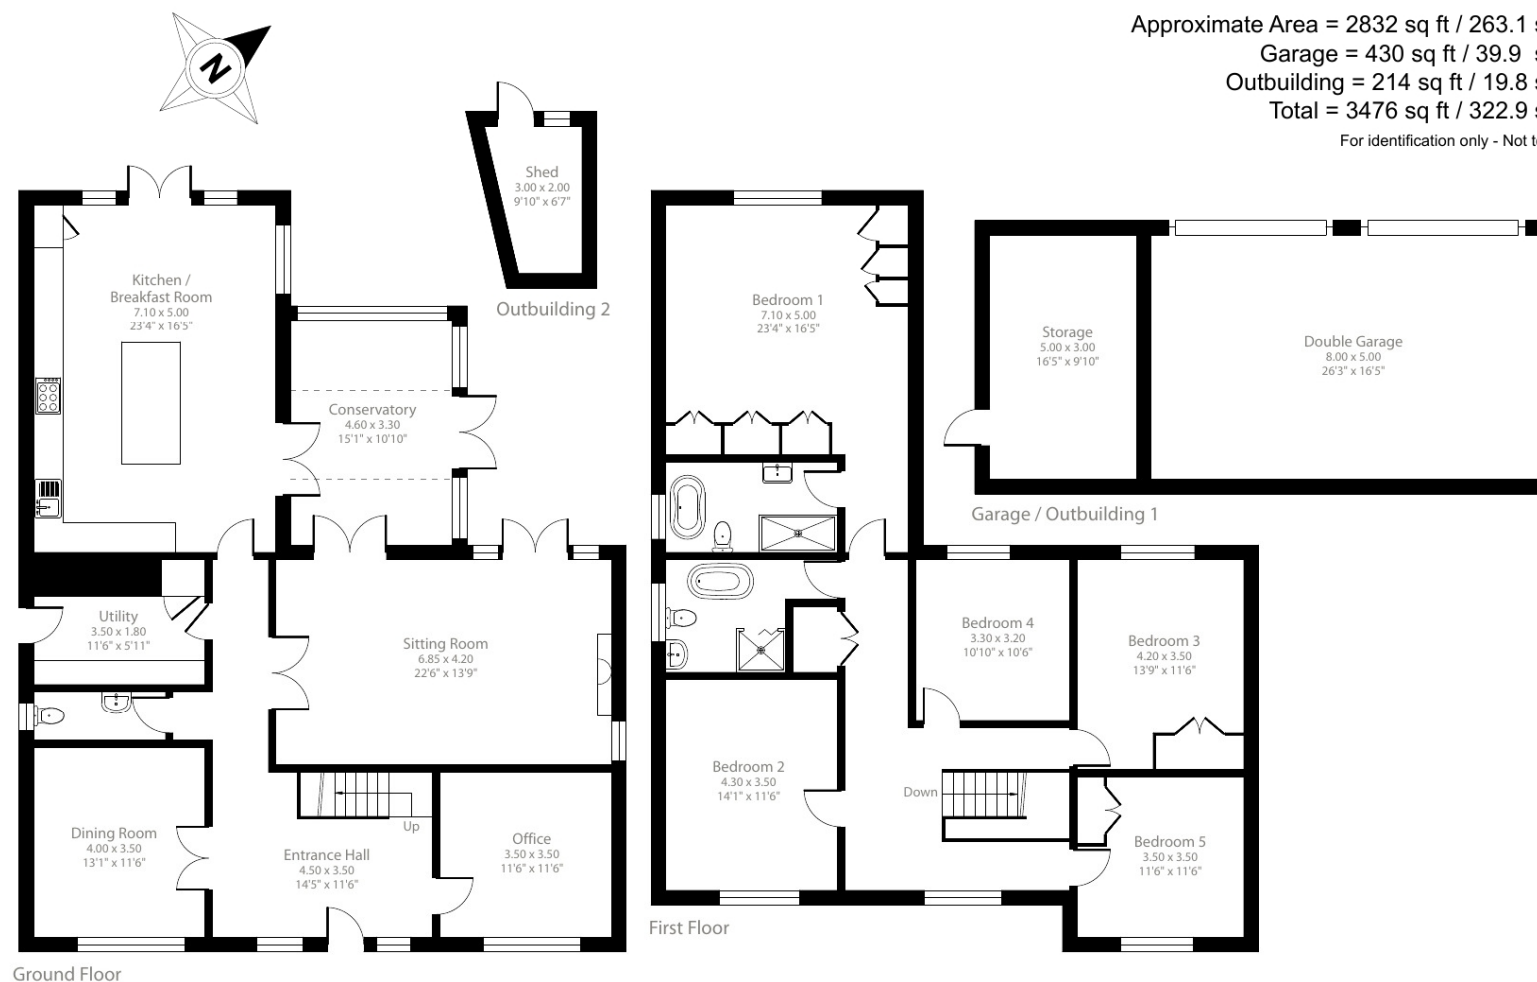 Approximate Area = 2832 sq ft / 263.1 s
Garage = 430 sq ft / 39.9 s
Outbuilding = 214 sq ft / 19.8 s
Total = 3476 sq ft / 322.9 s
For identification only - Not t
N
Shed
3.00 x 2.00
9'10" x 6'7"
Outbuilding 2
Kitchen /
Breakfast Room
7.10 x 5.00
23'4" x 16'5"
Conservatory
4.60 x 3.30
15'1" x 10'10"
Utility
3.50 x 1.80
11'6" x 5'11"
Sitting Room
6.85 x 4.20
22'6" x 13'9"
Dining Room
4.00 x 3.50
13'1" x 11'6"
Up
Entrance Hall
4.50 x 3.50
14'5" x 11'6"
Office
3.50 x 3.50
11'6" x 11'6"
Ground Floor
Bedroom 1
7.10 x 5.00
23'4" x 16'5"
Bedroom 4
3.30 x 3.20
10'10" x 10'6"
Bedroom 3
4.20 x 3.50
13'9" x 11'6"
Bedroom 2
4.30 x 3.50
14'1" x 11'6"
Down
Bedroom 5
3.50 x 3.50
11'6" x 11'6"
First Floor
Storage
5.00 x 3.00
16'5" x 9'10"
Double Garage
8.00 x 5.00
26'3" x 16'5"
Garage / Outbuilding 1